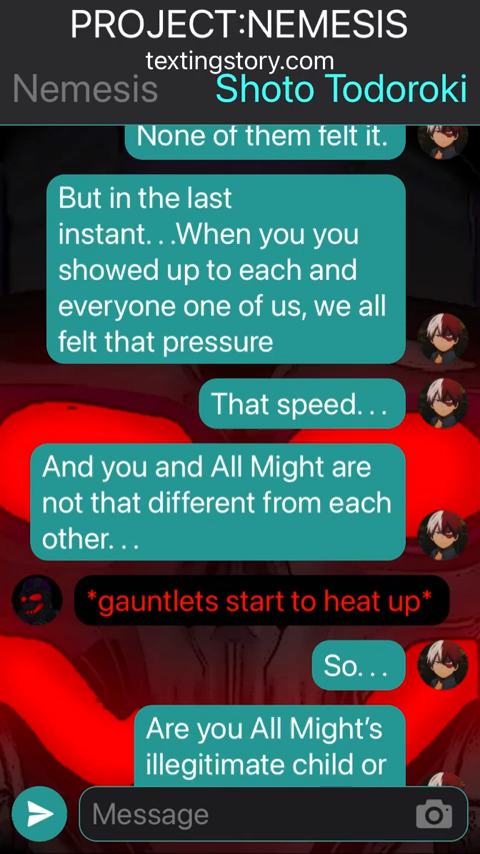 PROJECT:NEMESIS
textingstory.com
Nemesis
Shoto Todoroki
None of them felt it.
But in the last
instant. . .When you you
showed up to each and
everyone one of us, we all
felt that pressure
That speed. . .
And you and All Might are
not that different from each
other. . .
*gauntlets start to heat up*
So. . .
Are you All Might’s
illegitimate child or
Message